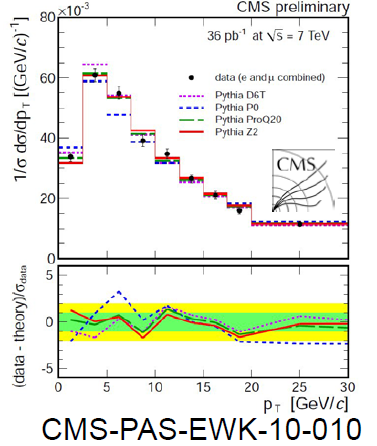 80×10⁻³
CMS preliminary
36 pb⁻¹ at √s = 7 TeV
1/σ dσ/dp_T [(GeV/c)⁻¹]
data (e and μ combined)
Pythia D6T
Pythia P0
Pythia ProQ20
Pythia Z2
60
40
20
0
CMS
(data - theory)/σ_data
5
0
-5
0 5 10 15 20 25 30
p_T [GeV/c]
CMS-PAS-EWK-10-010